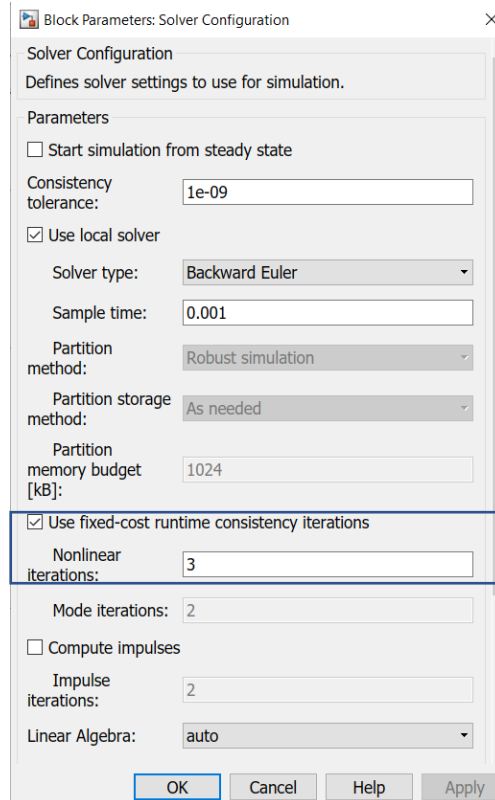 Block Parameters: Solver Configuration
Solver Configuration
Defines solver settings to use for simulation.
Parameters
Start simulation from steady state
Consistency
tolerance:
1e-09
Use local solver
Solver type:
Backward Euler
Sample time:
0.001
Partition
method:
Robust simulation
Partition storage
method:
As needed
Partition
memory budget
[kB]:
1024
Use fixed-cost runtime consistency iterations
Nonlinear
iterations:
3
Mode iterations:
2
Compute impulses
Impulse
iterations:
2
Linear Algebra:
auto
OK
Cancel
Help
Apply